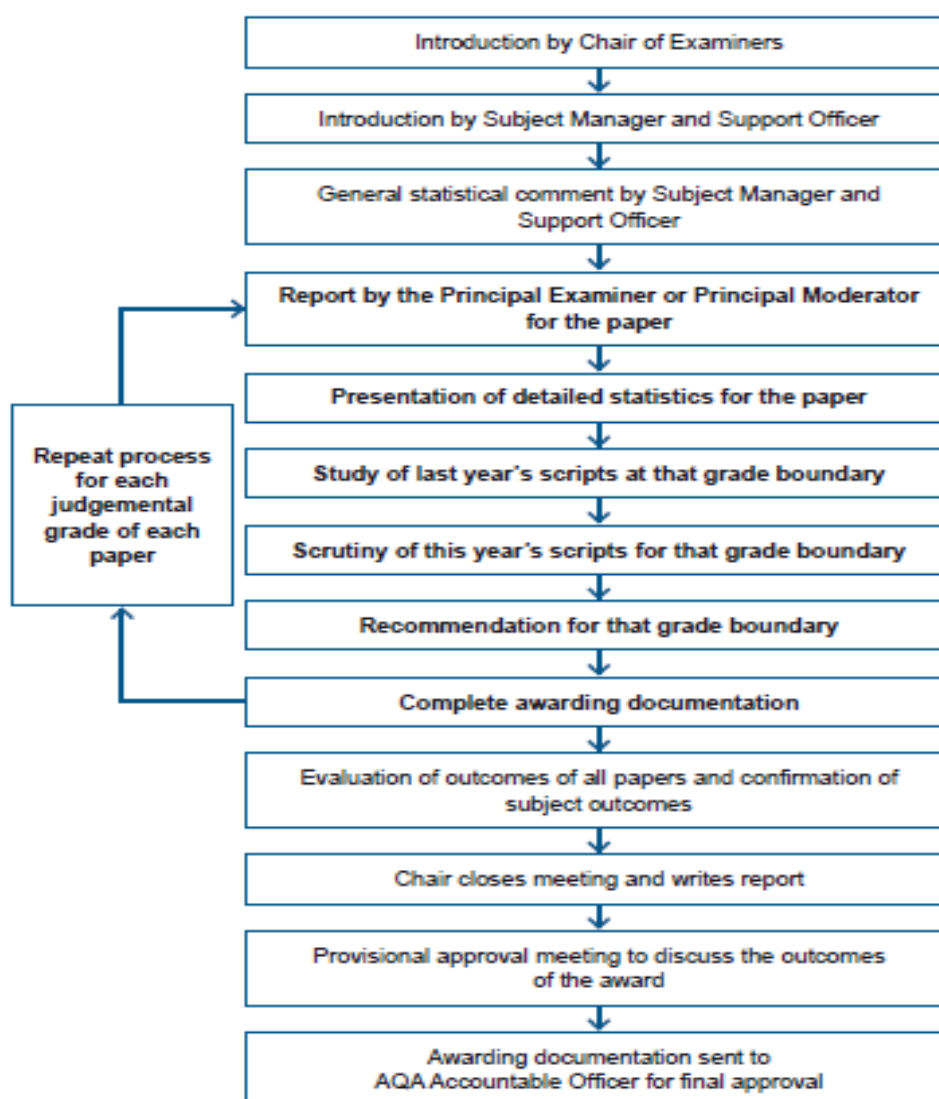 Introduction by Chair of Examiners
Introduction by Subject Manager and Support Officer
General statistical comment by Subject Manager and
Support Officer
Report by the Principal Examiner or Principal Moderator
for the paper
Presentation of detailed statistics for the paper
Repeat process
for each
judgemental
grade of each
paper
Study of last year's scripts at that grade boundary
Scrutiny of this year's scripts for that grade boundary
Recommendation for that grade boundary
Complete awarding documentation
Evaluation of outcomes of all papers and confirmation of
subject outcomes
Chair closes meeting and writes report
Provisional approval meeting to discuss the outcomes
of the award
Awarding documentation sent to
AQA Accountable Officer for final approval